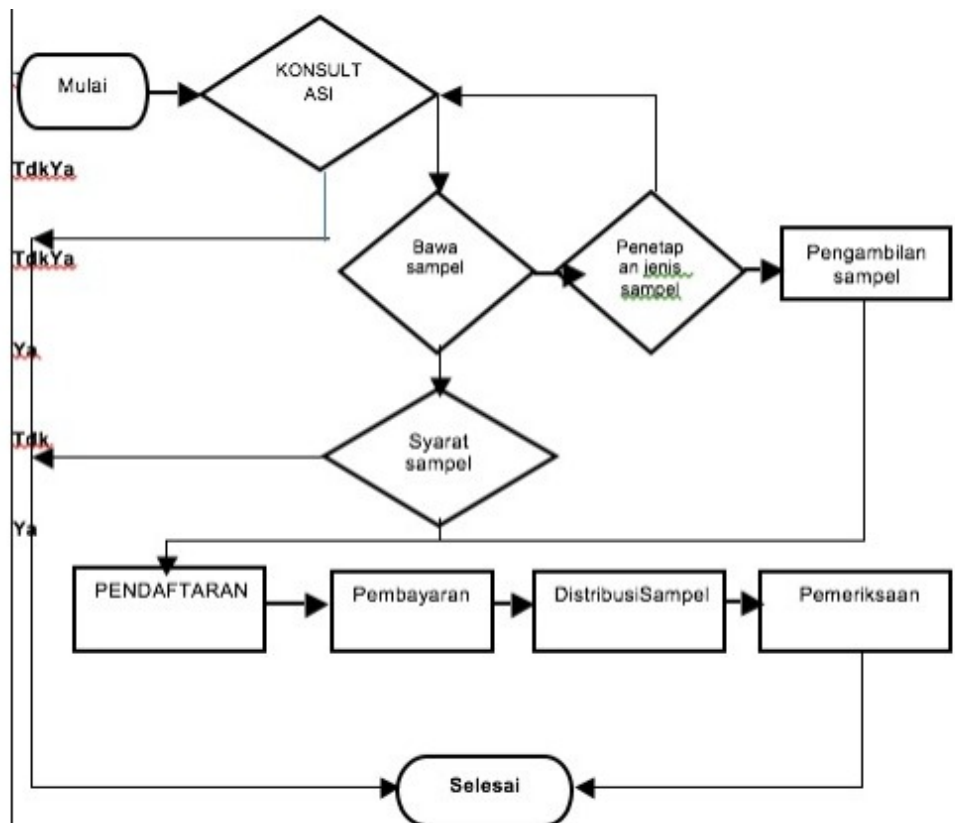 Mulai
KONSULT
ASI
TdkYa
TdkYa
Bawa
sampel
Penetap
an jenis
sampel
Pengambilan
sampel
Ya
Tdk
Syarat
sampel
Ya
PENDAFTARAN
Pembayaran
DistribusiSampel
Pemeriksaan
Selesai